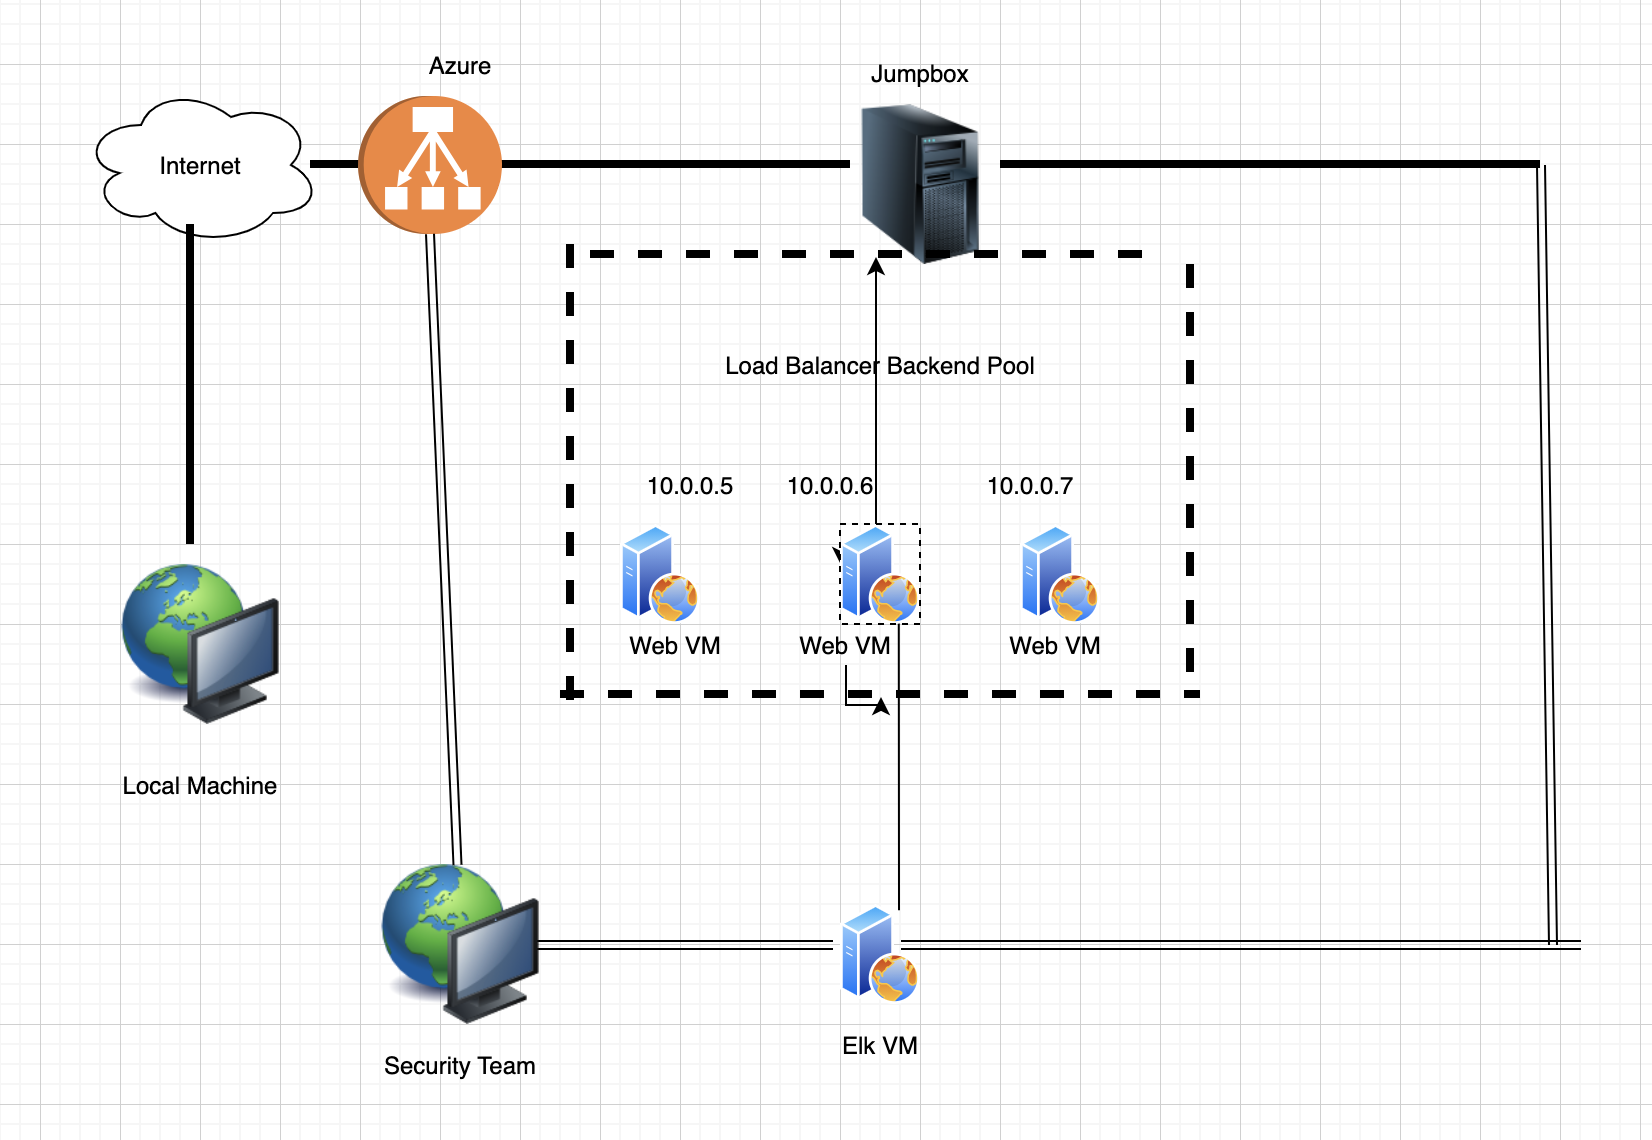 Azure
Jumpbox
Internet
Load Balancer Backend Pool
10.0.0.5
10.0.0.6
10.0.0.7
Web VM
Web VM
Web VM
Local Machine
Elk VM
Security Team